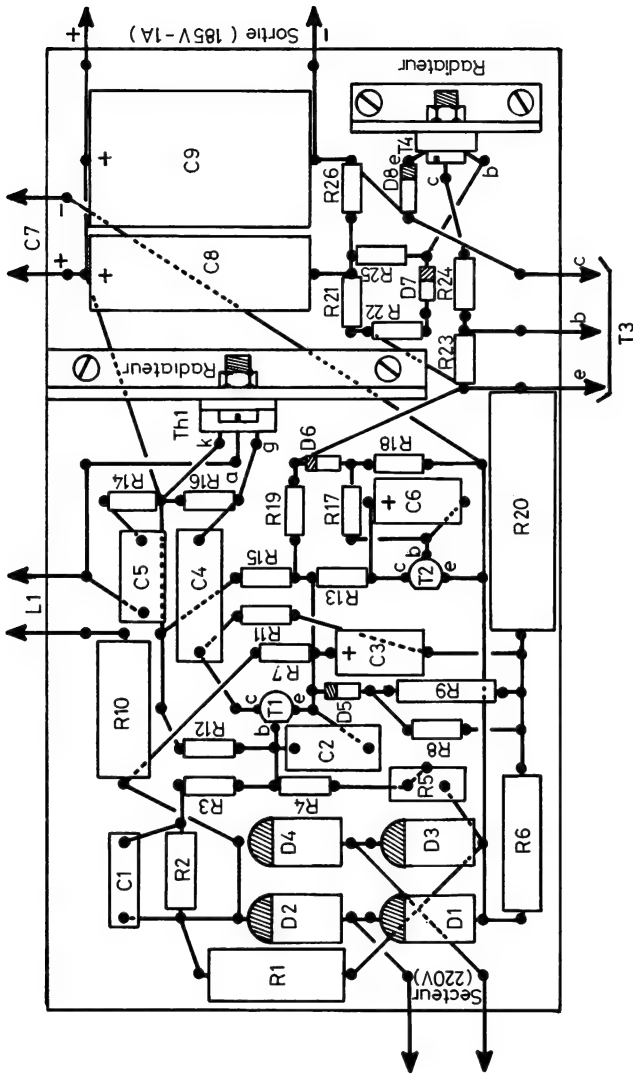 Sortie (185V-1A)
+
-
C7
+
-
L1
Radiateur
Radiateur
Secteur
(220V)
C1
R2
R1
R3
R4
D2
D4
D1
D3
R10
R12
b
c
T1
e
C2
R5
R6
R7
R11
C3
+
D5
R8
R9
C5
C4
R14
R16
R15
R13
R19
R17
D6
R18
C6
+
c
b
T2
e
Th1
k
a
g
R20
C8
+
C9
+
R21
R22
R25
R26
D7
D8
R23
R24
T4
e
c
b
e
b
c
T3